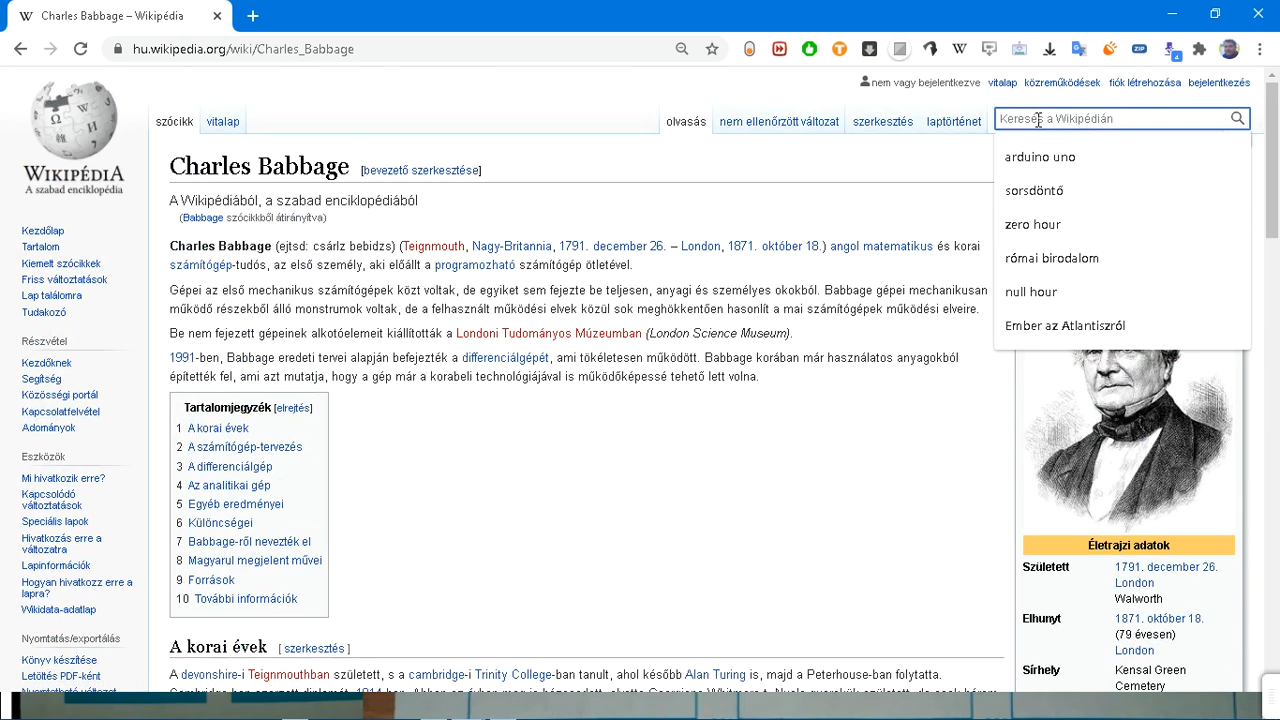 Charles Babbage – Wikipédia
hu.wikipedia.org/wiki/Charles_Babbage
ZIP
4
nem vagy bejelentkezve vitalap közreműködések fiók létrehozása bejelentkezés
szócikk vitalap olvasás nem ellenőrzött változat szerkesztés laptörténet Keresés a Wikipédián
arduino uno
sorsdöntő
zero hour
római birodalom
null hour
Ember az Atlantiszról
WIKIPÉDIA
A szabad enciklopédia
Kezdőlap
Tartalom
Kiemelt szócikkek
Friss változtatások
Lap találomra
Tudakozó
Részvétel
Kezdőknek
Segítség
Közösségi portál
Kapcsolatfelvétel
Adományok
Eszközök
Mi hivatkozik erre?
Kapcsolódó
változtatások
Speciális lapok
Hivatkozás erre a
változatra
Lapinformációk
Hogyan hivatkozz erre a
lapra?
Wikidata-adatlap
Nyomtatás/exportálás
Könyv készítése
Letöltés PDF-ként
Nyomtatható változat
Charles Babbage [bevezető szerkesztése]
A Wikipédiából, a szabad enciklopédiából
(Babbage szócikkből átirányítva)
Charles Babbage (ejtsd: csárlz bebidzs) (Teignmouth, Nagy-Britannia, 1791. december 26. – London, 1871. október 18.) angol matematikus és korai
számítógép-tudós, az első személy, aki előállt a programozható számítógép ötletével.
Gépei az első mechanikus számítógépek közt voltak, de egyiket sem fejezte be teljesen, anyagi és személyes okokból. Babbage gépei mechanikusan
működő részekből álló monstrumok voltak, de a felhasznált működési elvek közül sok meghökkentően hasonlít a mai számítógépek működési elveire.
Be nem fejezett gépeinek alkotóelemeit kiállították a Londoni Tudományos Múzeumban (London Science Museum).
1991-ben, Babbage eredeti tervei alapján befejezték a differenciálgépét, ami tökéletesen működött. Babbage korában már használatos anyagokból
építették fel, ami azt mutatja, hogy a gép már a korabeli technológiájával is működőképessé tehető lett volna.
Tartalomjegyzék [elrejtés]
1 A korai évek
2 A számítógép-tervezés
3 A differenciálgép
4 Az analitikai gép
5 Egyéb eredményei
6 Különcségei
7 Babbage-ről nevezték el
8 Magyarul megjelent művei
9 Források
10 További információk
A korai évek [ szerkesztés ]
A devonshire-i Teignmouthban született, s a cambridge-i Trinity College-ban tanult, ahol később Alan Turing is, majd a Peterhouse-ban folytatta.
Életrajzi adatok
Született 1791. december 26.
London
Walworth
Elhunyt 1871. október 18.
(79 évesen)
London
Sírhely Kensal Green
Cemetery